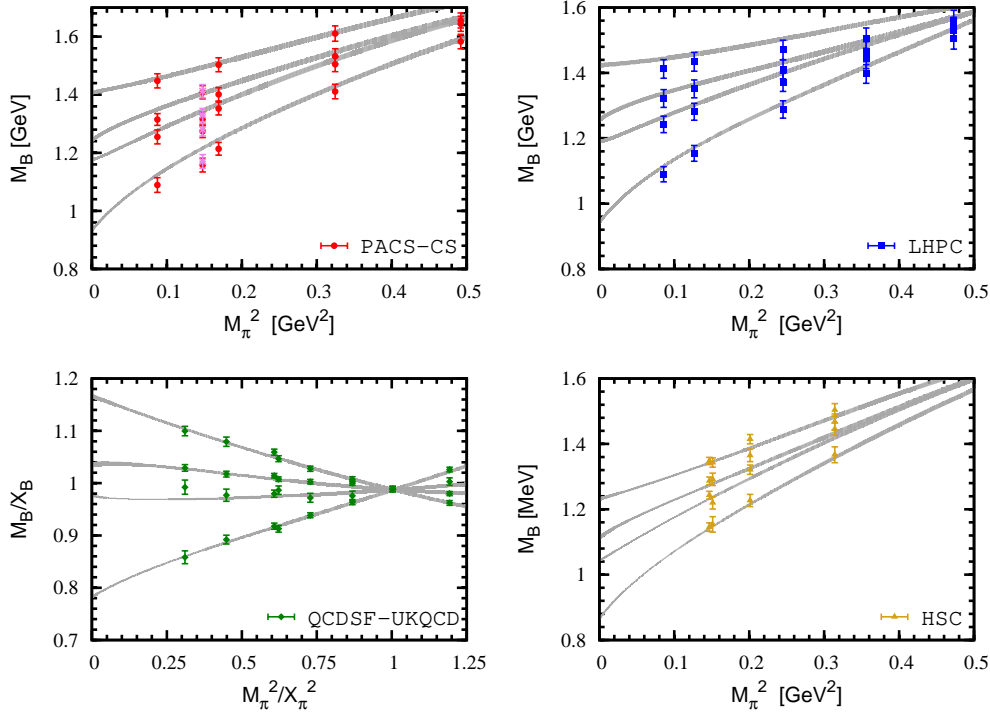 1.6
1.4
1.2
1
0.8
M_B [GeV]
PACS-CS
0 0.1 0.2 0.3 0.4 0.5
M_π^2 [GeV^2]
1.6
1.4
1.2
1
0.8
M_B [GeV]
LHPC
0 0.1 0.2 0.3 0.4 0.5
M_π^2 [GeV^2]
1.2
1.1
1
0.9
0.8
0.7
M_B/X_B
QCDSF-UKQCD
0 0.25 0.5 0.75 1 1.25
M_π^2/X_π^2
1.6
1.4
1.2
1
0.8
M_B [MeV]
HSC
0 0.1 0.2 0.3 0.4 0.5
M_π^2 [GeV^2]